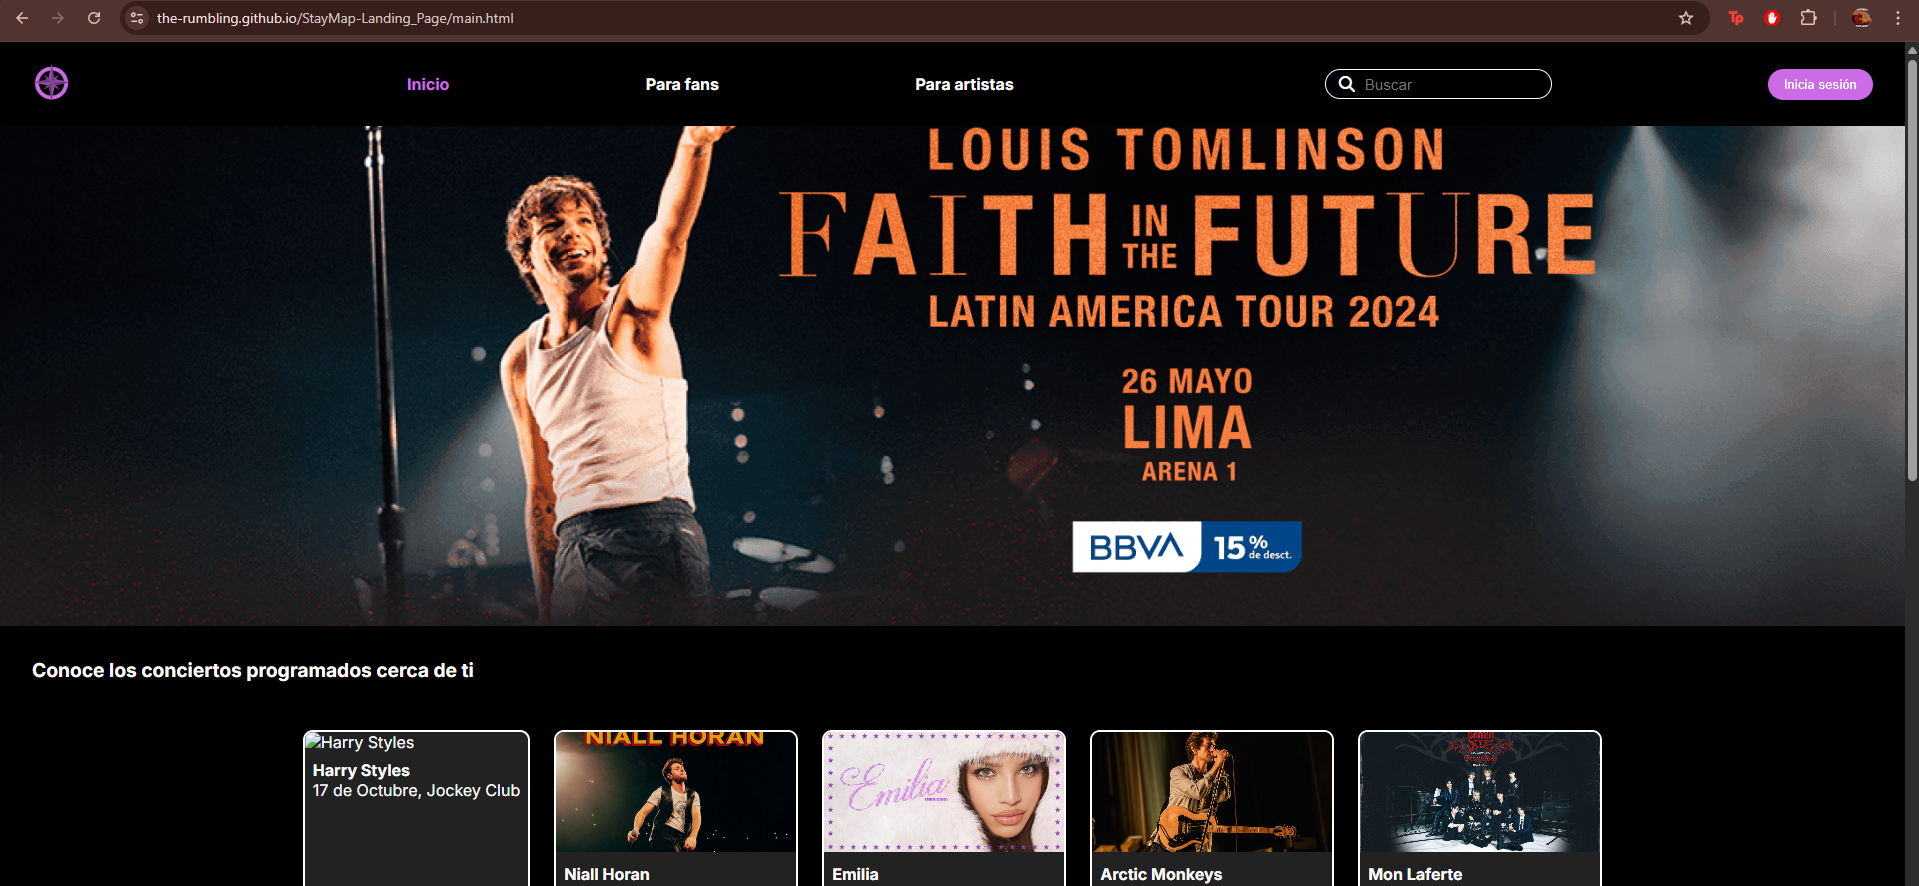 the-rumbling.github.io/StayMap-Landing_Page/main.html
Inicio
Para fans
Para artistas
Buscar
Inicia sesión
LOUIS TOMLINSON
FAITH IN THE FUTURE
LATIN AMERICA TOUR 2024
26 MAYO
LIMA
ARENA 1
BBVA 15% de desct.
Conoce los conciertos programados cerca de ti
Harry Styles
Harry Styles
17 de Octubre, Jockey Club
NIALL HORAN
Niall Horan
Emilia
Emilia
Arctic Monkeys
Mon Laferte